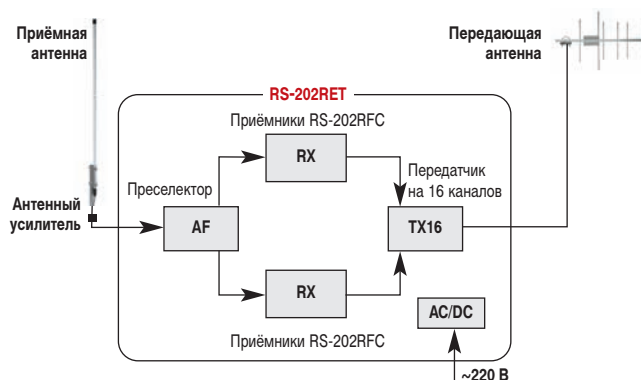 Приёмная
антенна
Передающая
антенна
RS-202RET
Приёмники RS-202RFC
RX
Преселектор
Передатчик
на 16 каналов
Антенный
усилитель
AF
TX16
RX
AC/DC
Приёмники RS-202RFC
~220 В